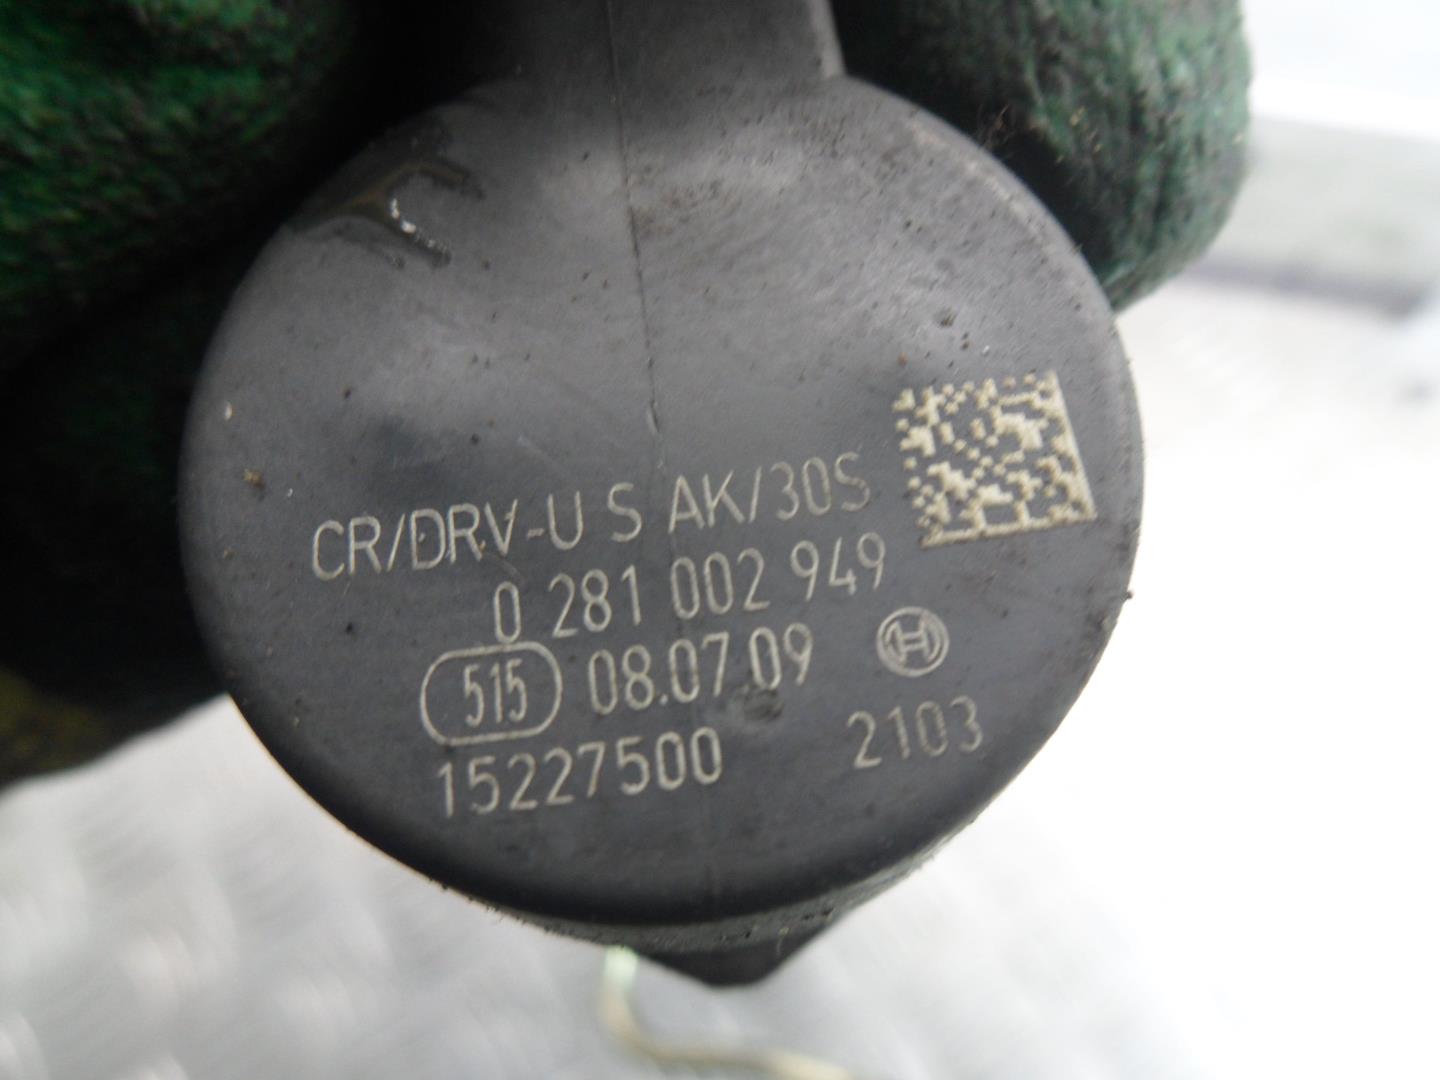 CR/DRV-U S AK/30S
0 281 002 949
515 08.07.09
15227500 2103